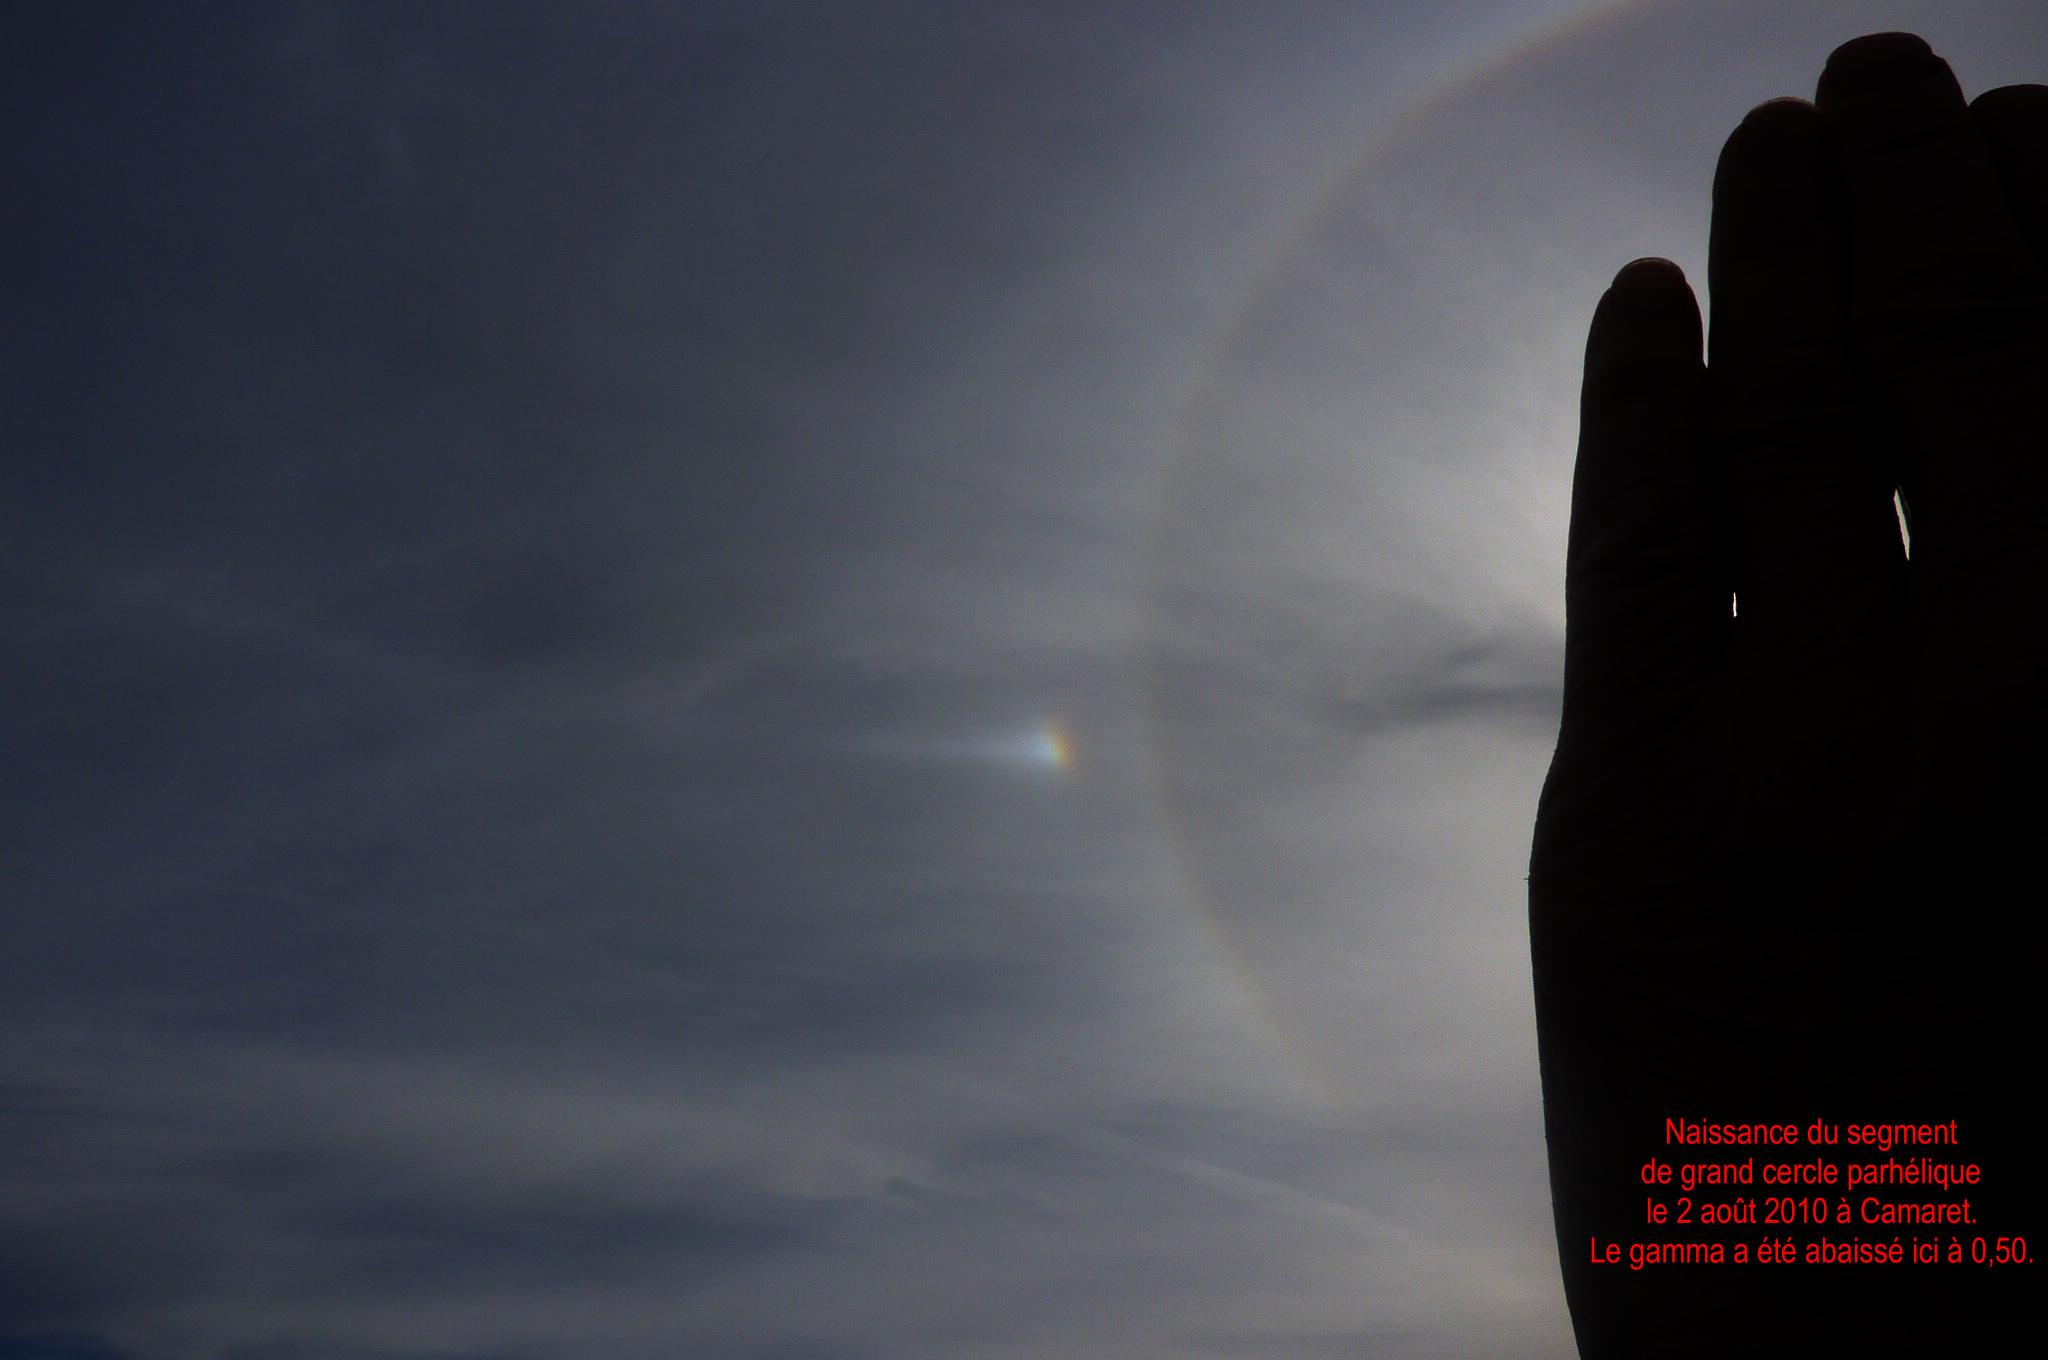 Naissance du segment
de grand cercle parhélique
le 2 août 2010 à Camaret.
Le gamma a été abaissé ici à 0,50.